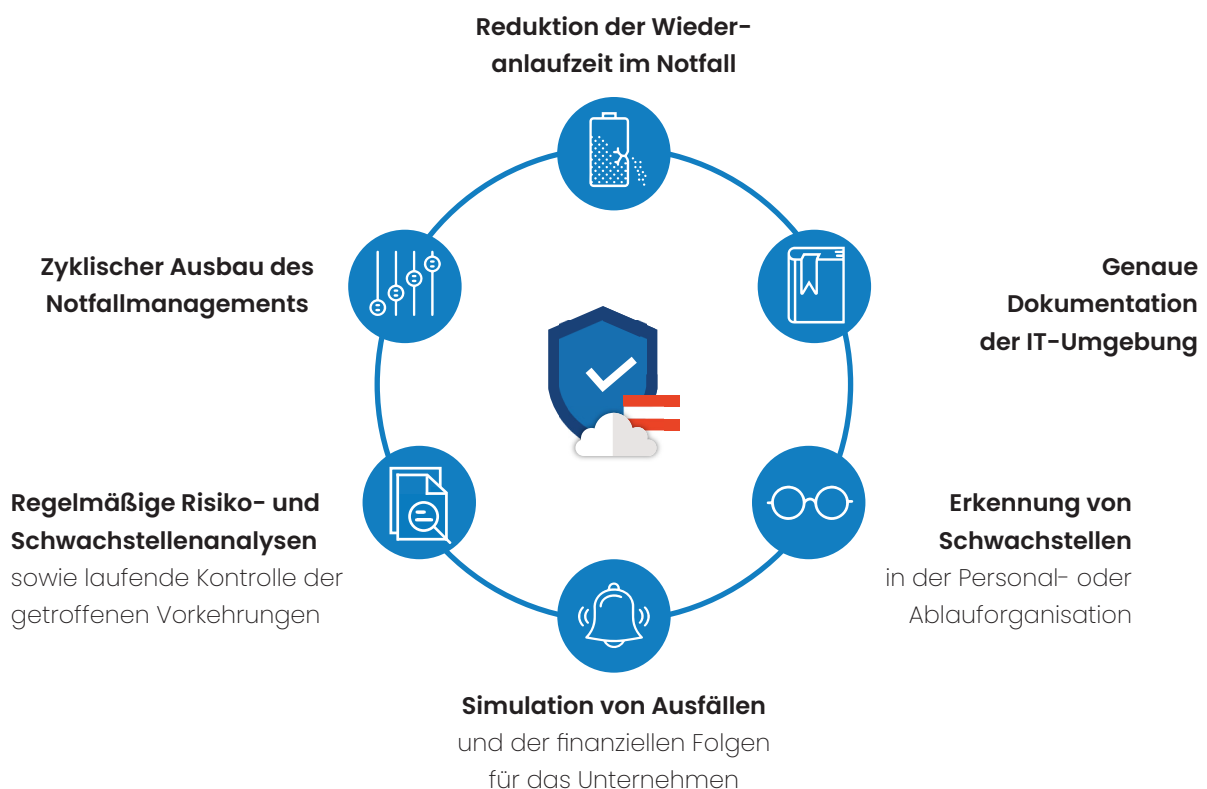 Reduktion der Wieder-
anlaufzeit im Notfall
Genaue
Dokumentation
der IT-Umgebung
Erkennung von
Schwachstellen
in der Personal- oder
Ablauforganisation
Simulation von Ausfällen
und der finanziellen Folgen
für das Unternehmen
Regelmäßige Risiko- und
Schwachstellenanalysen
sowie laufende Kontrolle der
getroffenen Vorkehrungen
Zyklischer Ausbau des
Notfallmanagements